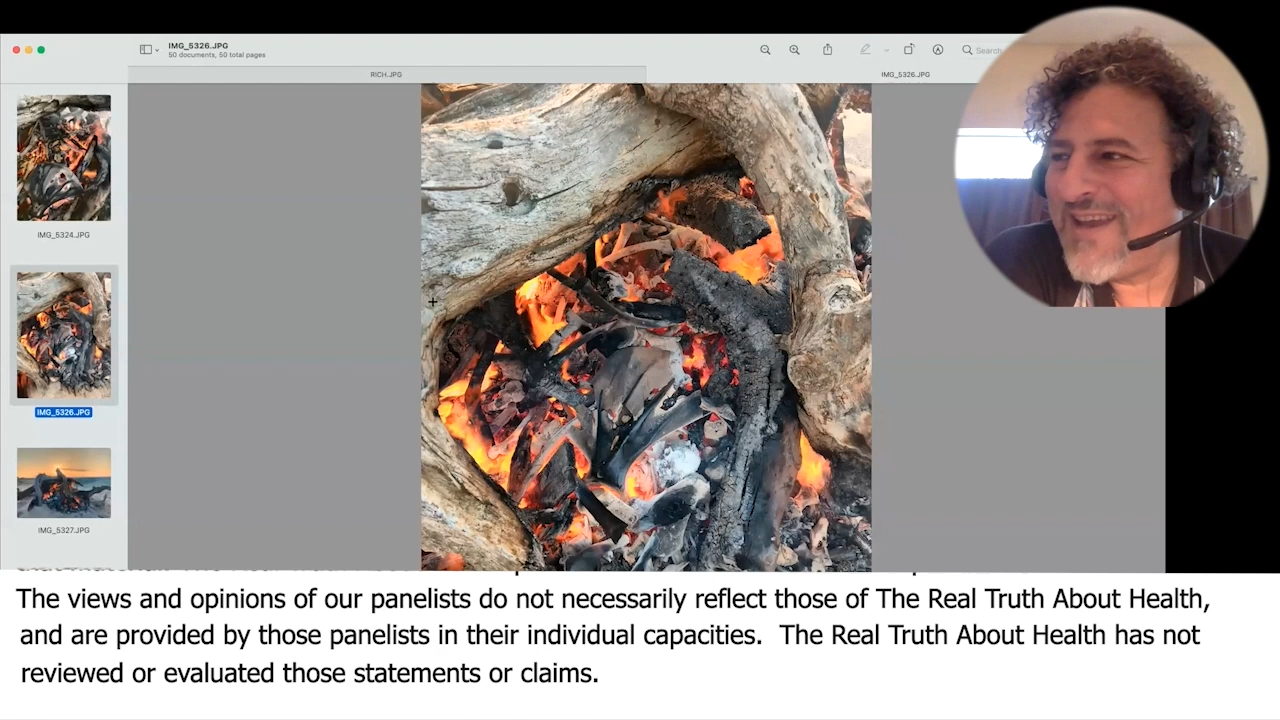 IMG_5326.JPG
50 documents, 50 total pages
Search
RICH.JPG
IMG_5326.JPG
IMG_5324.JPG
IMG_5326.JPG
IMG_5327.JPG
The views and opinions of our panelists do not necessarily reflect those of The Real Truth About Health,
and are provided by those panelists in their individual capacities.  The Real Truth About Health has not
reviewed or evaluated those statements or claims.